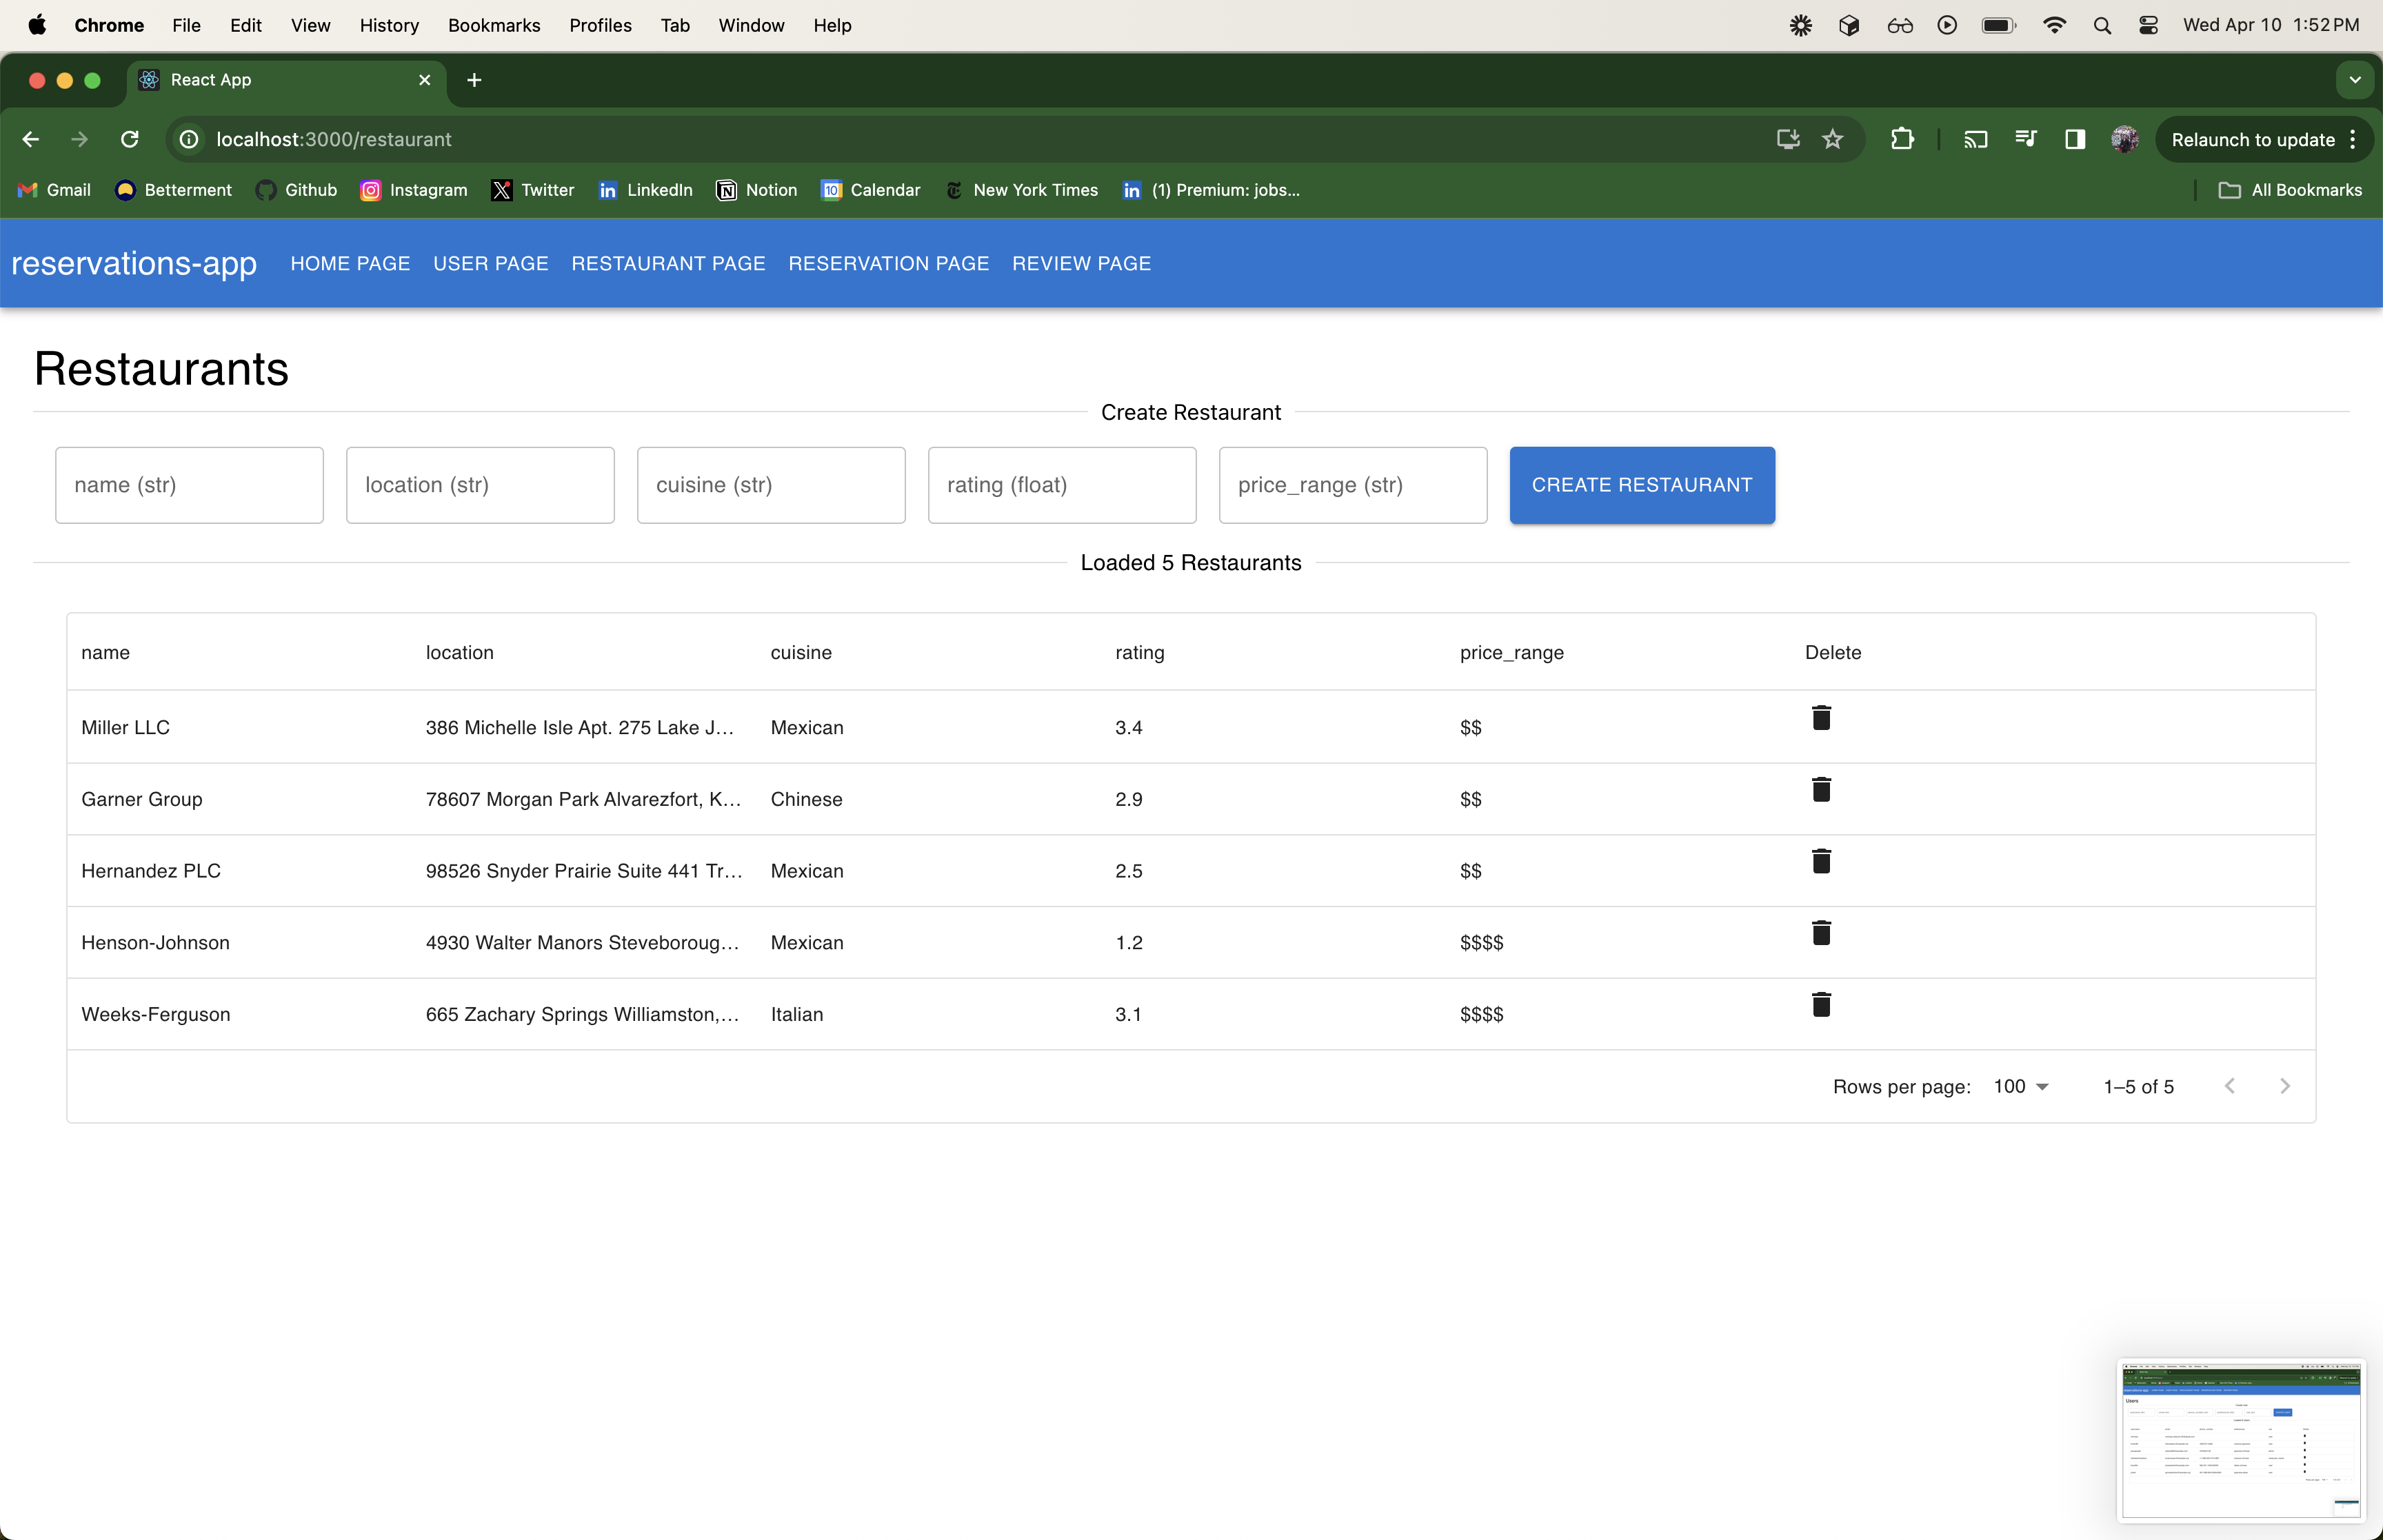 Chrome File Edit View History Bookmarks Profiles Tab Window Help Wed Apr 10 1:52 PM
React App
localhost:3000/restaurant Relaunch to update
Gmail Betterment Github Instagram Twitter LinkedIn Notion 10 Calendar New York Times (1) Premium: jobs... All Bookmarks
reservations-app HOME PAGE USER PAGE RESTAURANT PAGE RESERVATION PAGE REVIEW PAGE
Restaurants
Create Restaurant
name (str) location (str) cuisine (str) rating (float) price_range (str) CREATE RESTAURANT
Loaded 5 Restaurants
name location cuisine rating price_range Delete
Miller LLC 386 Michelle Isle Apt. 275 Lake J... Mexican 3.4 $$
Garner Group 78607 Morgan Park Alvarezfort, K... Chinese 2.9 $$
Hernandez PLC 98526 Snyder Prairie Suite 441 Tr... Mexican 2.5 $$
Henson-Johnson 4930 Walter Manors Steveboroug... Mexican 1.2 $$$$
Weeks-Ferguson 665 Zachary Springs Williamston,... Italian 3.1 $$$$
Rows per page: 100 1–5 of 5
Users